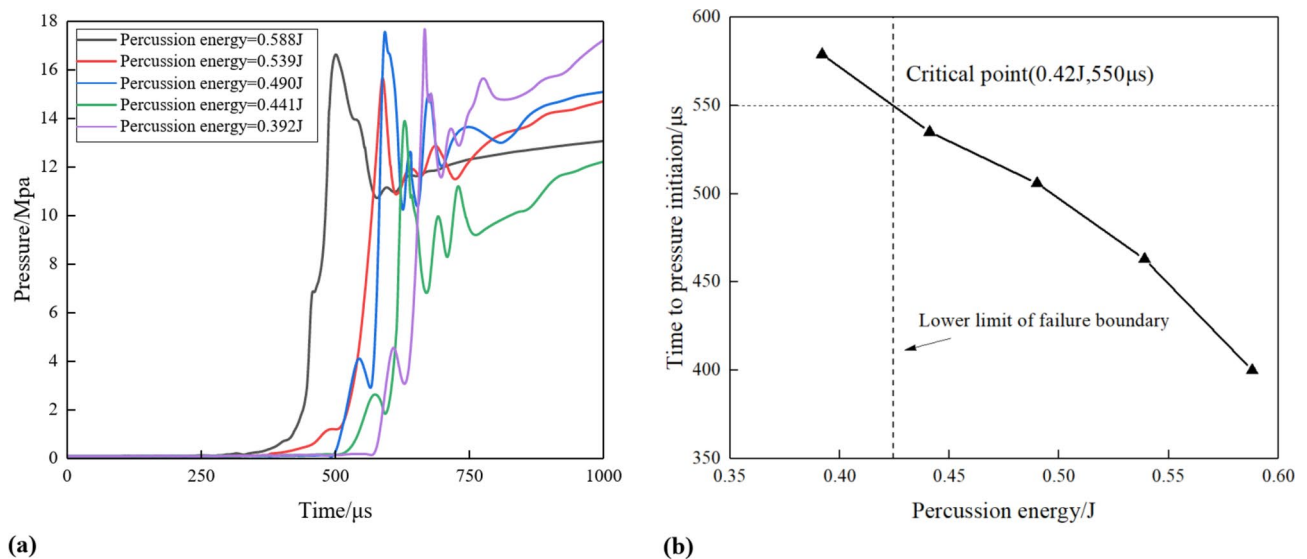 18
16
14
12
10
8
6
4
2
0
Pressure/Mpa
Percussion energy=0.588J
Percussion energy=0.539J
Percussion energy=0.490J
Percussion energy=0.441J
Percussion energy=0.392J
0 250 500 750 1000
Time/μs
(a)
600
550
500
450
400
350
Time to pressure initiaion/μs
Critical point(0.42J,550μs)
Lower limit of failure boundary
0.35 0.40 0.45 0.50 0.55 0.60
Percussion energy/J
(b)